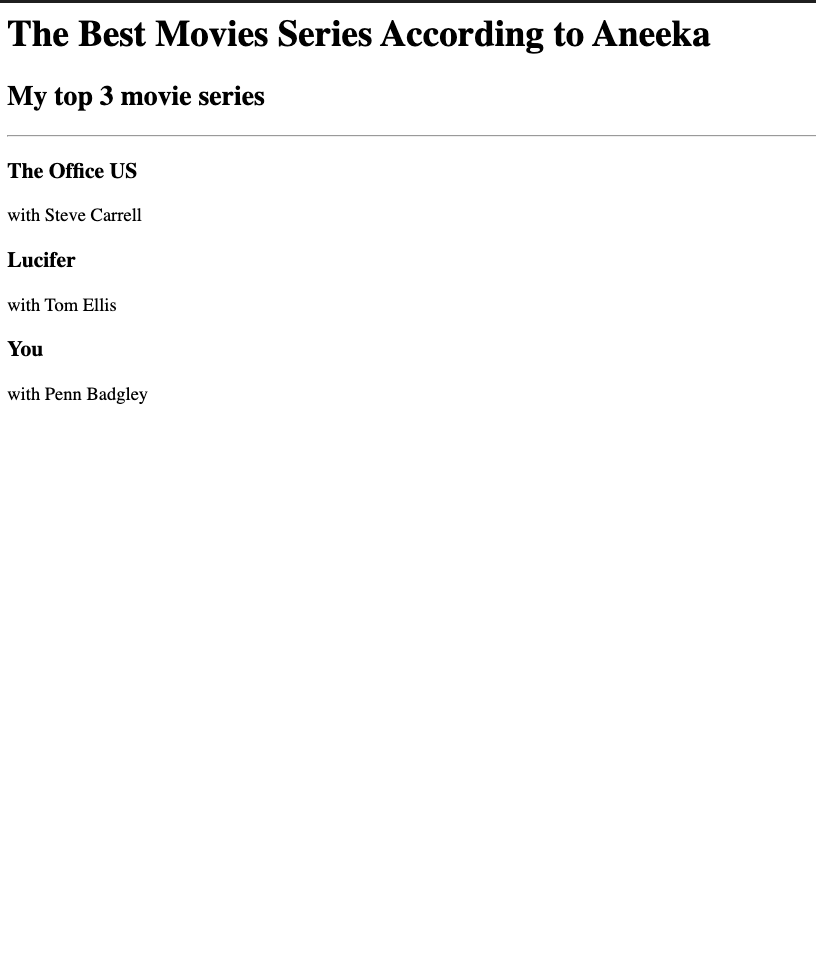 The Best Movies Series According to Aneeka
My top 3 movie series
The Office US
with Steve Carrell
Lucifer
with Tom Ellis
You
with Penn Badgley